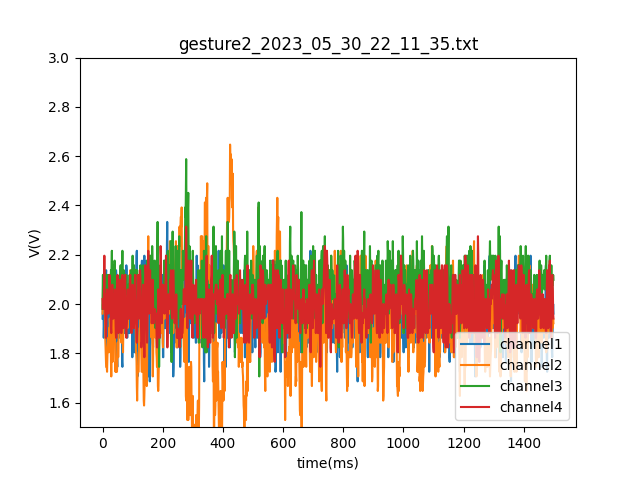 gesture2_2023_05_30_22_11_35.txt
3.0
2.8
2.6
2.4
2.2
2.0
1.8
1.6
V(V)
channel1
channel2
channel3
channel4
0 200 400 600 800 1000 1200 1400
time(ms)